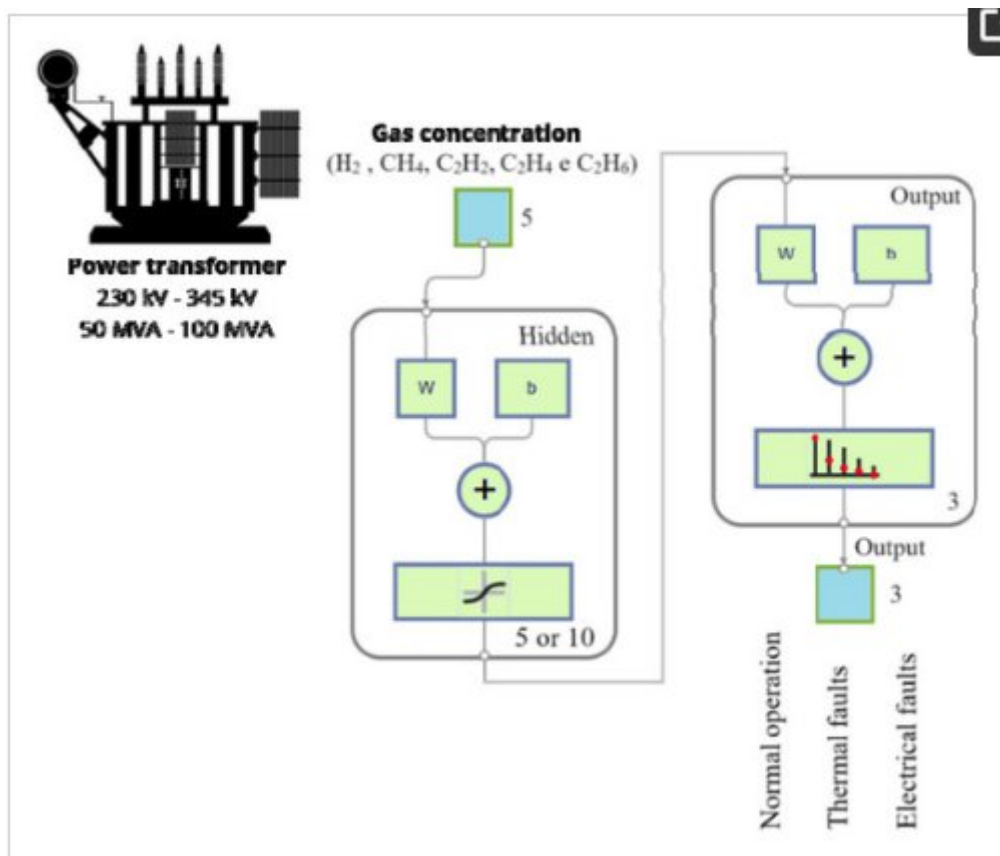 Power transformer
230 kV - 345 kV
50 MVA - 100 MVA
Gas concentration
(H₂ , CH₄, C₂H₂, C₂H₄ e C₂H₆)
5
Hidden
W
b
+
5 or 10
Output
W
b
+
3
Output
3
Normal operation
Thermal faults
Electrical faults